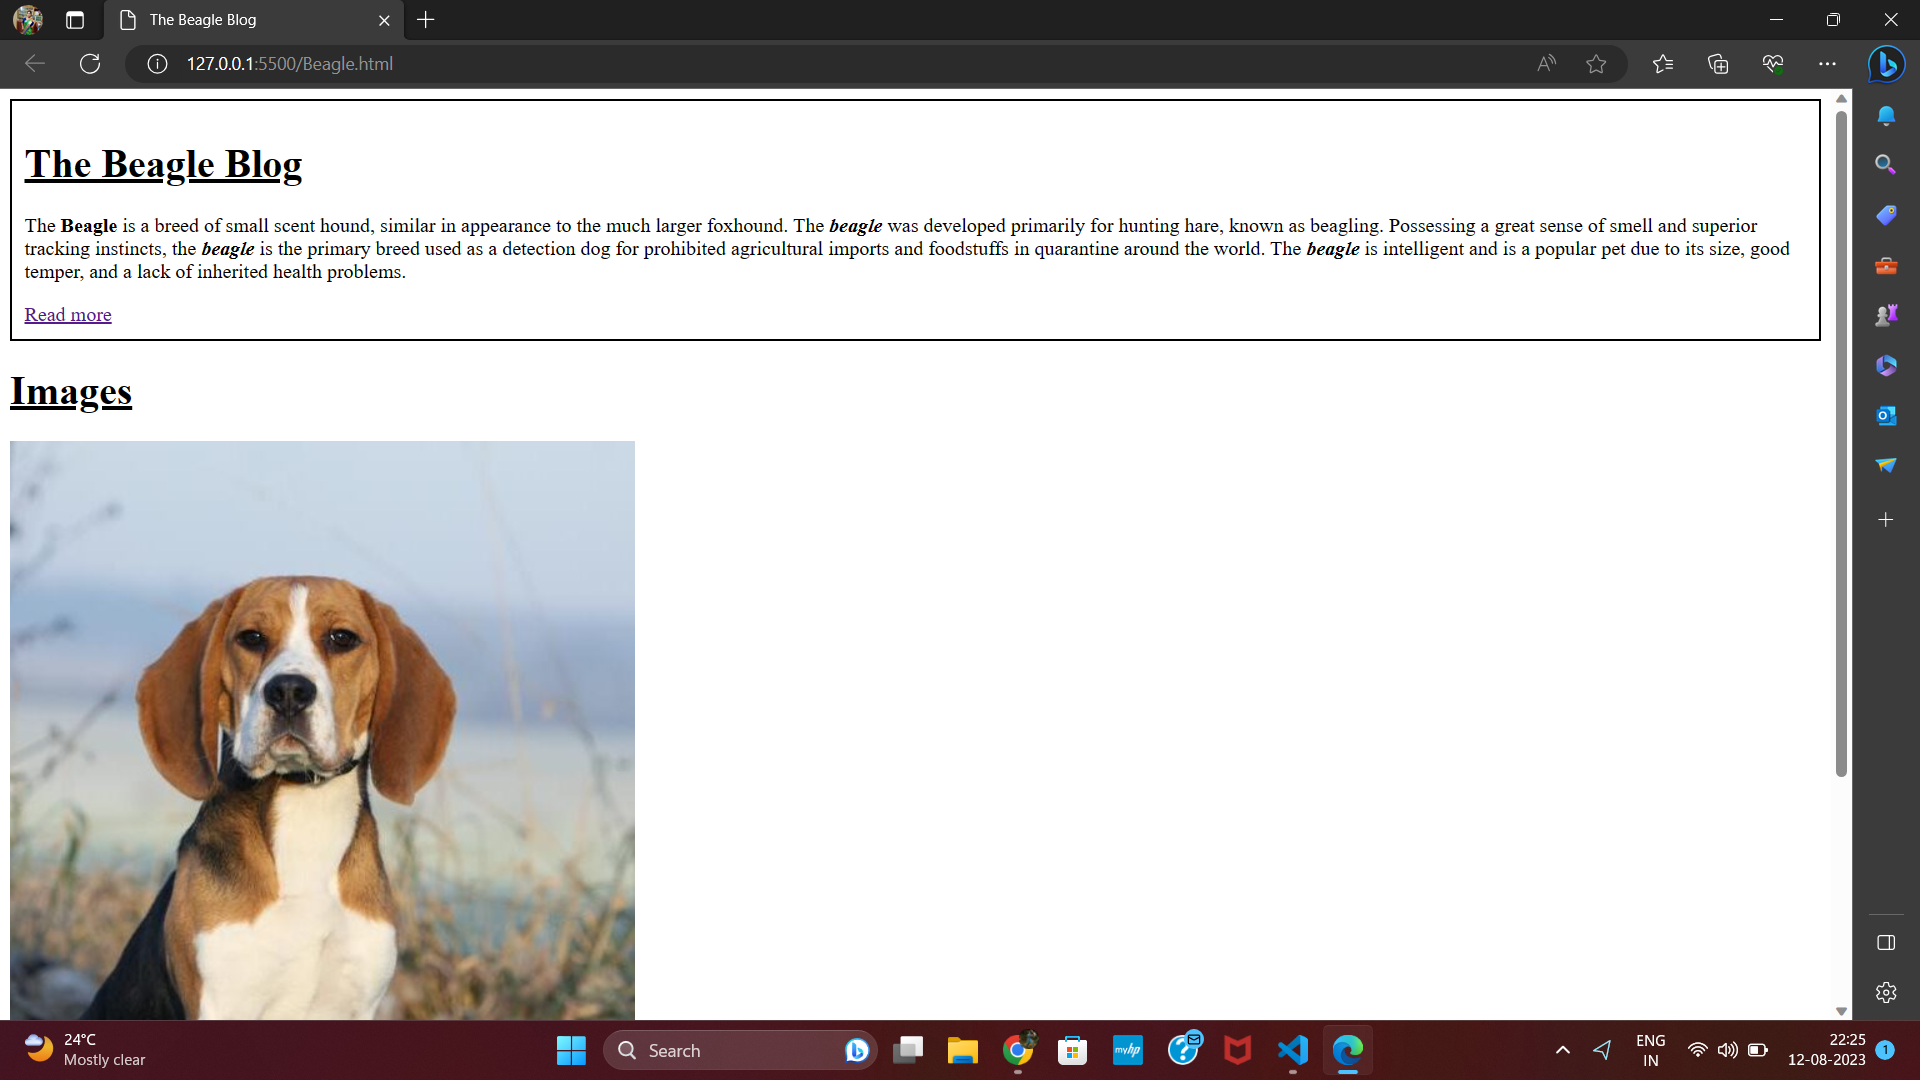 The Beagle Blog
127.0.0.1:5500/Beagle.html
The Beagle Blog
The Beagle is a breed of small scent hound, similar in appearance to the much larger foxhound. The beagle was developed primarily for hunting hare, known as beagling. Possessing a great sense of smell and superior
tracking instincts, the beagle is the primary breed used as a detection dog for prohibited agricultural imports and foodstuffs in quarantine around the world. The beagle is intelligent and is a popular pet due to its size, good
temper, and a lack of inherited health problems.
Read more
Images
24°C
Mostly clear
Search
myhp
ENG
IN
22:25
12-08-2023
1